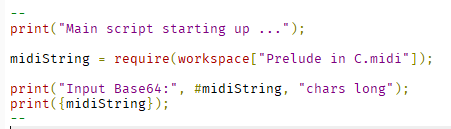 --
print("Main script starting up ...");
midiString = require(workspace["Prelude in C.midi"]);
print("Input Base64:", #midiString, "chars long");
print({midiString});
--